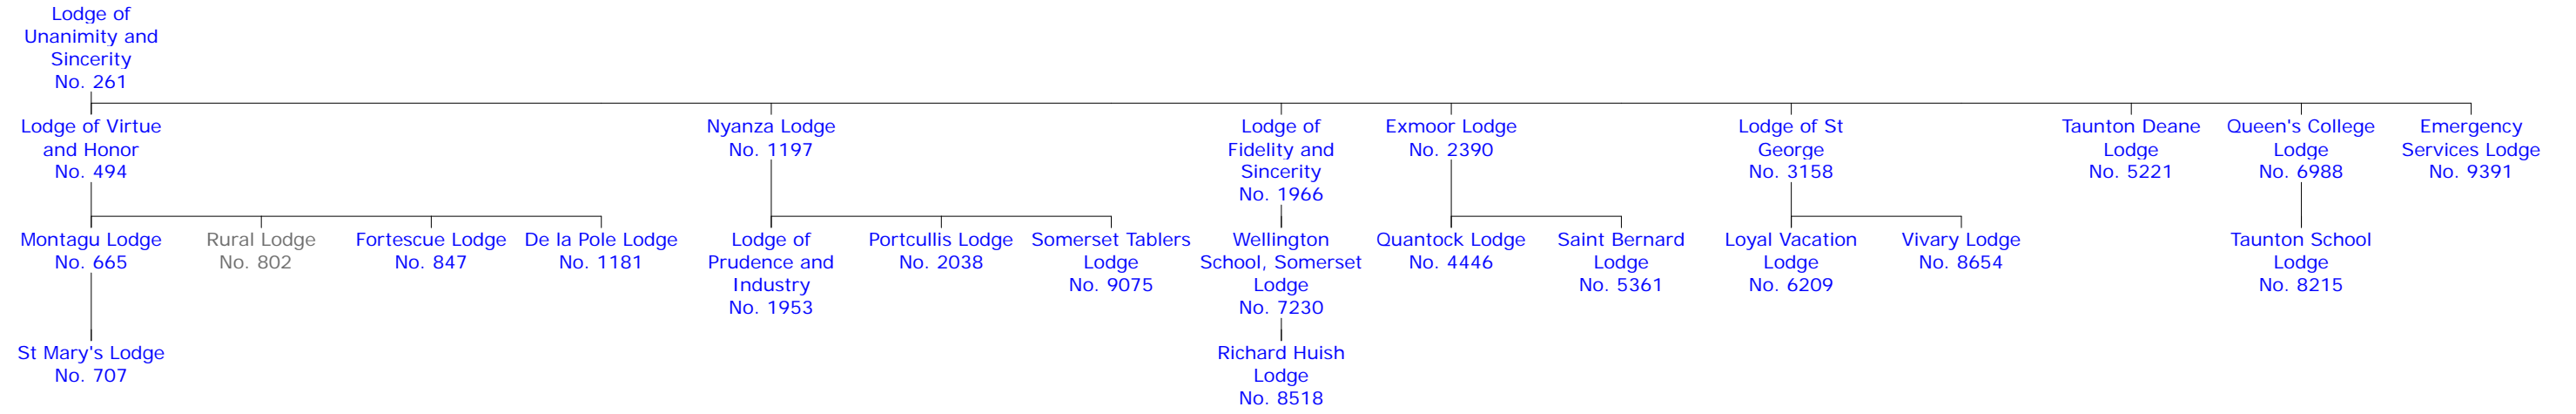 Lodge of
Unanimity and
Sincerity
No. 261
Lodge of Virtue
and Honor
No. 494
Nyanza Lodge
No. 1197
Lodge of
Fidelity and
Sincerity
No. 1966
Exmoor Lodge
No. 2390
Lodge of St
George
No. 3158
Taunton Deane
Lodge
No. 5221
Queen's College
Lodge
No. 6988
Emergency
Services Lodge
No. 9391
Montagu Lodge
No. 665
Rural Lodge
No. 802
Fortescue Lodge
No. 847
De la Pole Lodge
No. 1181
Lodge of
Prudence and
Industry
No. 1953
Portcullis Lodge
No. 2038
Somerset Tablers
Lodge
No. 9075
Wellington
School, Somerset
Lodge
No. 7230
Quantock Lodge
No. 4446
Saint Bernard
Lodge
No. 5361
Loyal Vacation
Lodge
No. 6209
Vivary Lodge
No. 8654
Taunton School
Lodge
No. 8215
St Mary's Lodge
No. 707
Richard Huish
Lodge
No. 8518